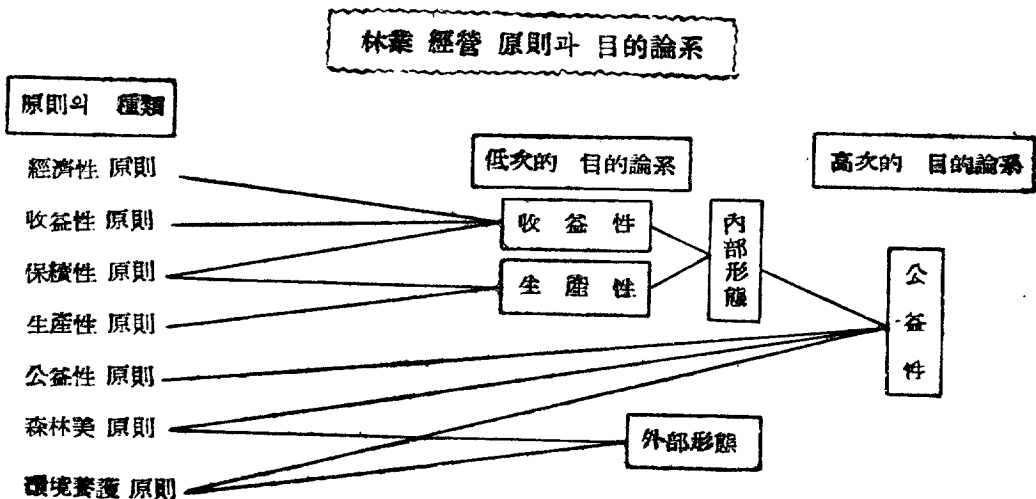 林業 經營 原則과 目的論系
原則의 種類
低次的 目的論系
高次的 目的論系
經濟性 原則
收益性 原則
保續性 原則
生產性 原則
公益性 原則
森林美 原則
環境養護 原則
收益性
生產性
內部形態
外部形態
公益性